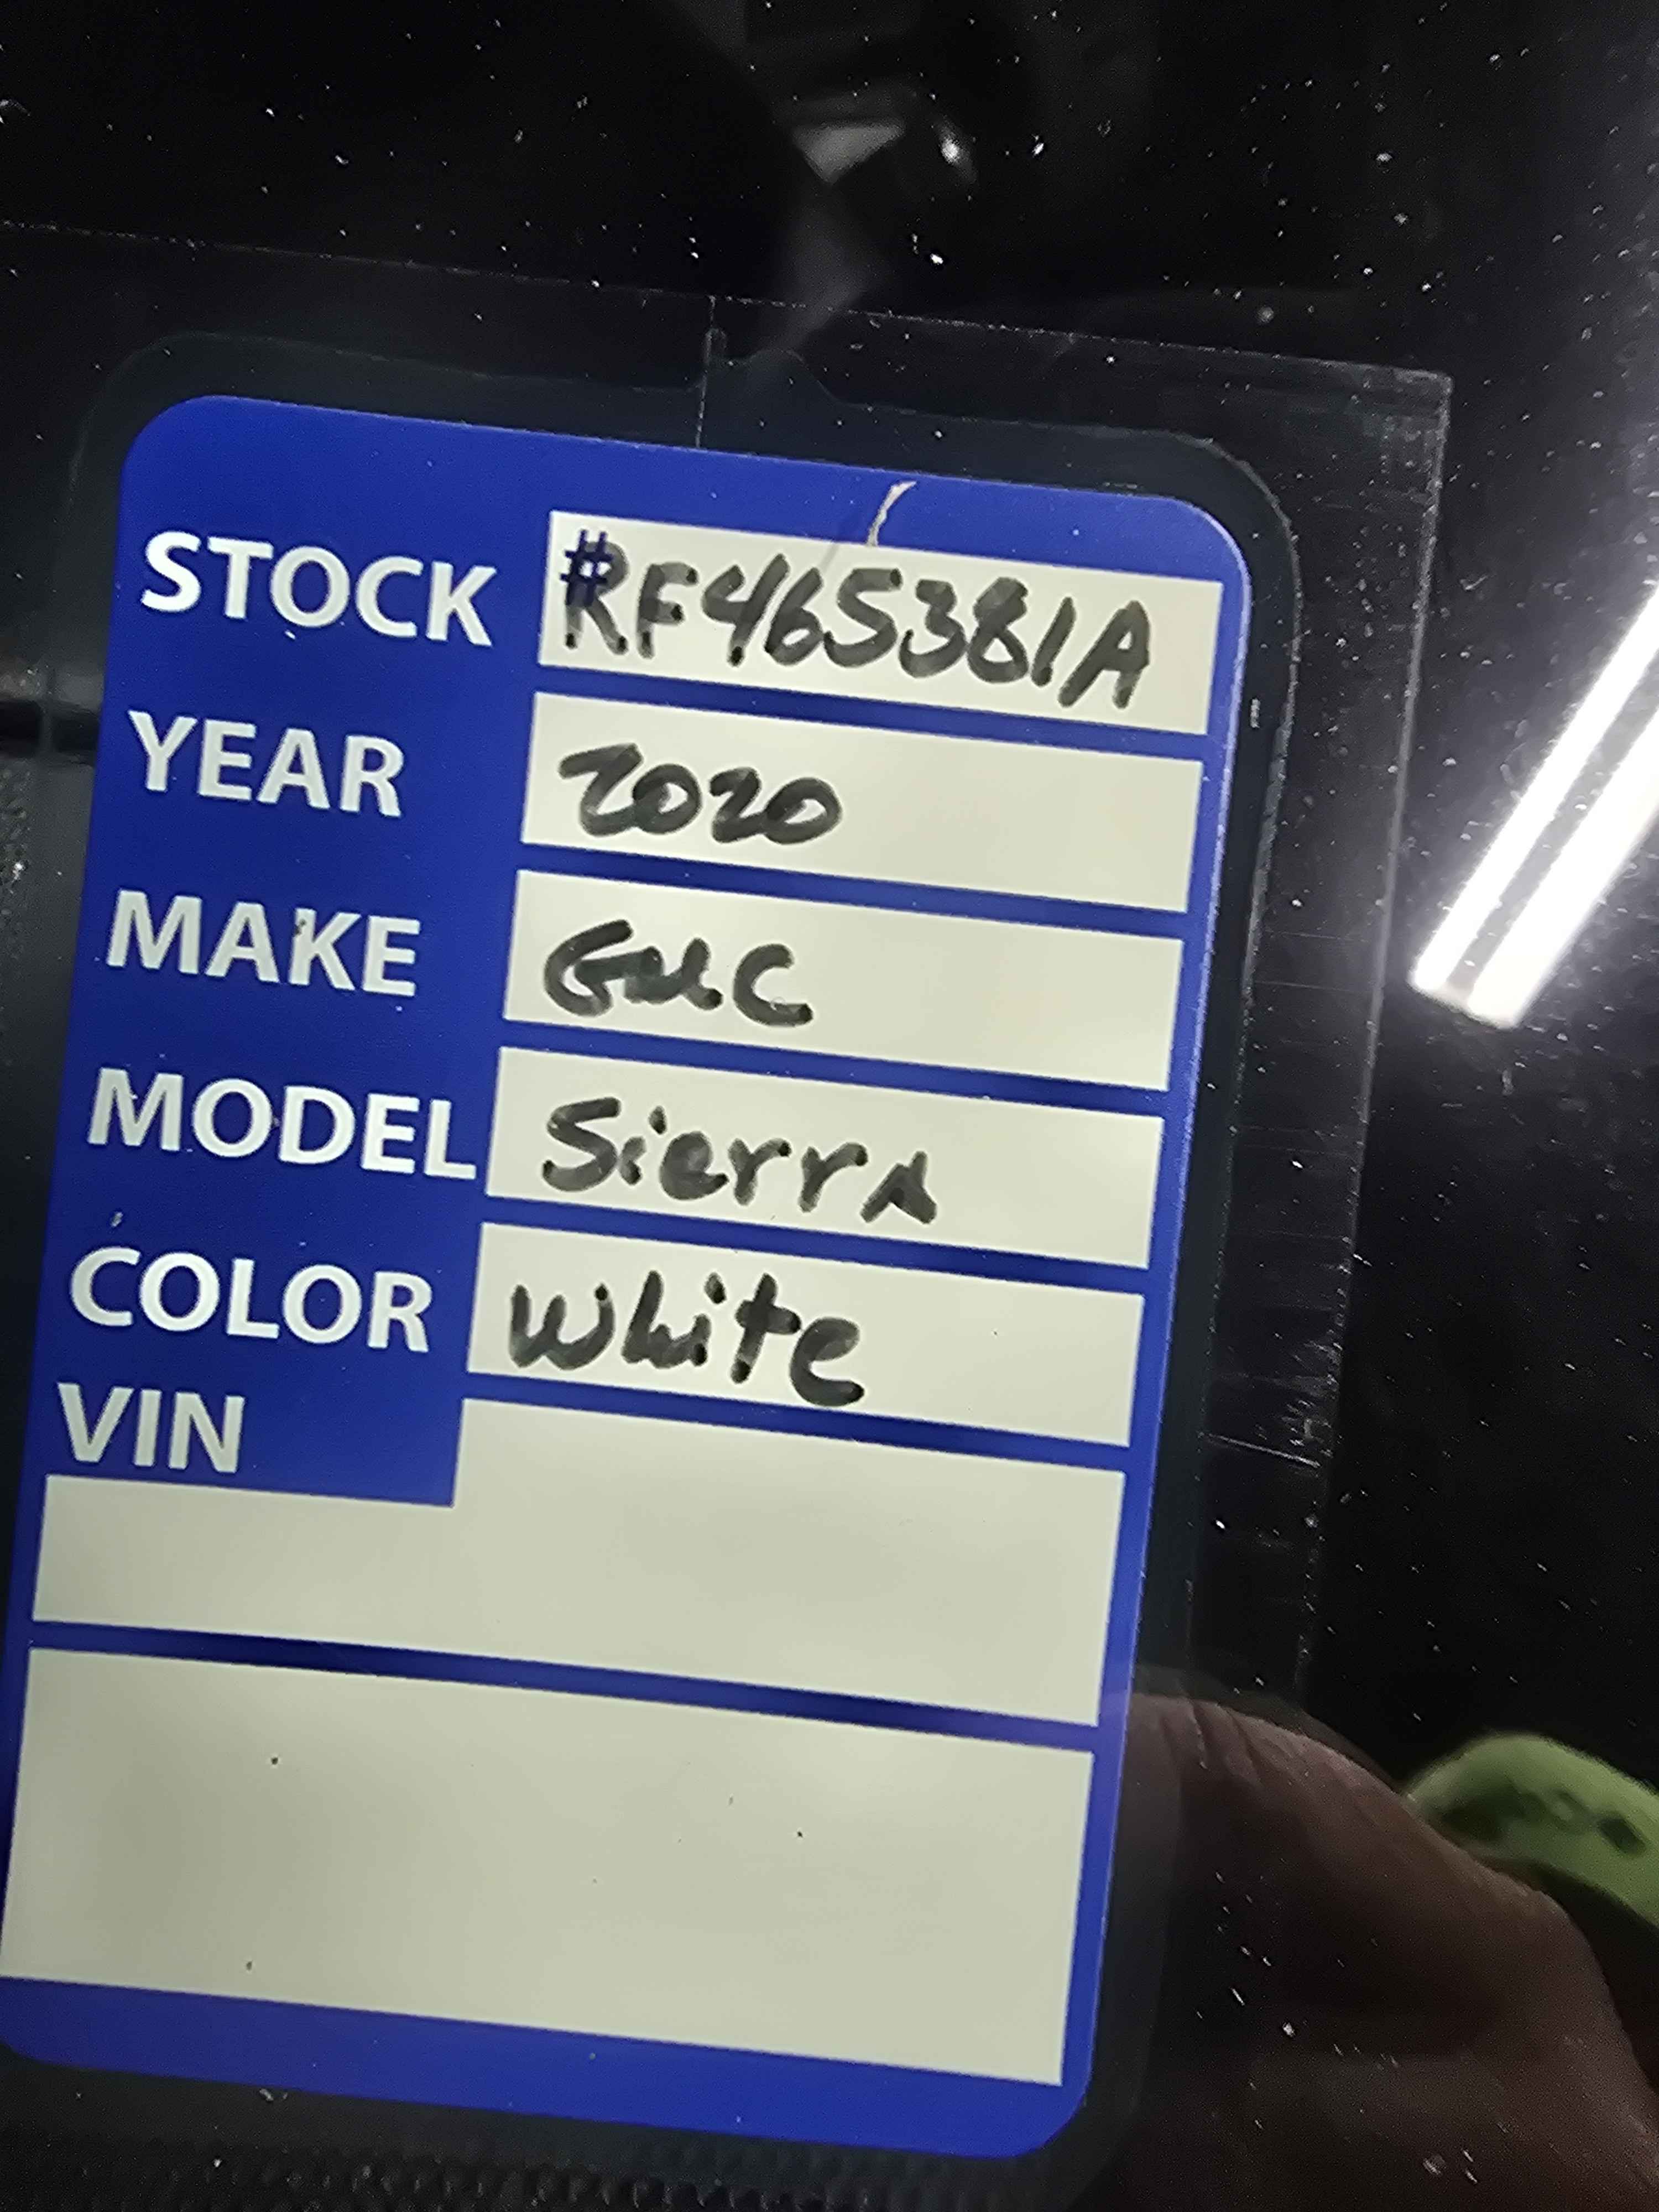 STOCK #RF465381A
YEAR 2020
MAKE GMC
MODEL SierrA
COLOR White
VIN